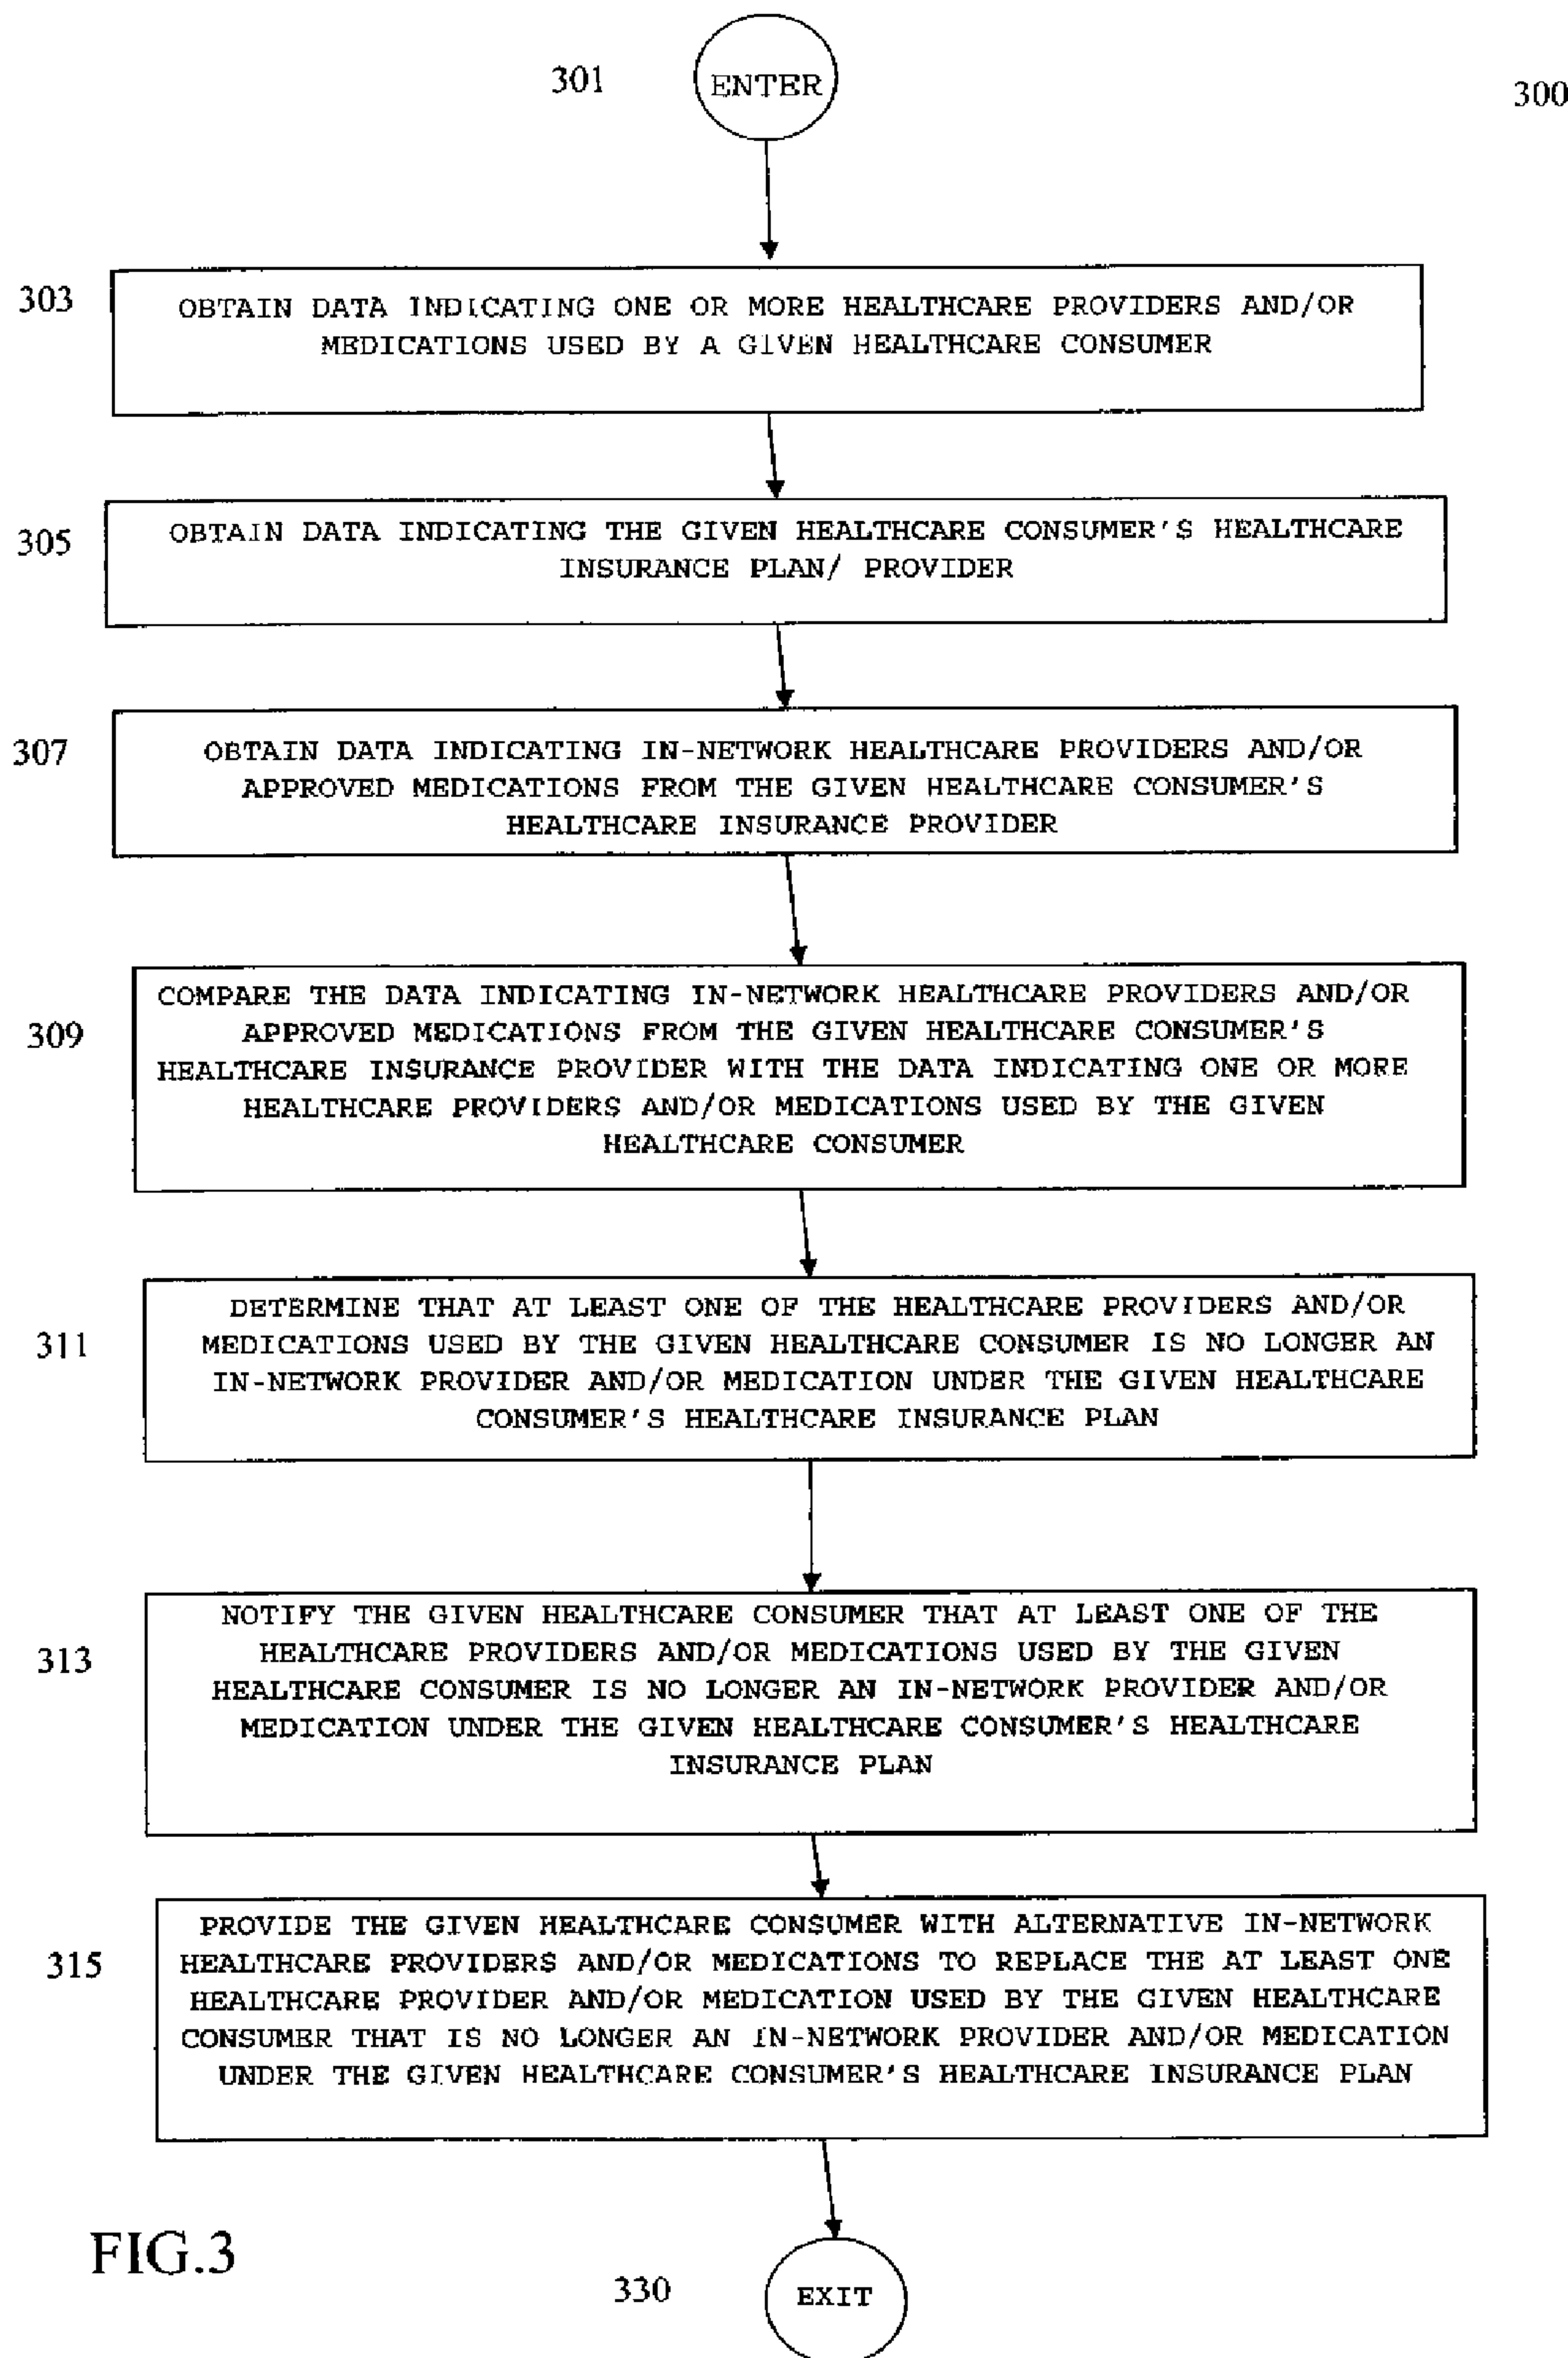 301
ENTER
300
303
OBTAIN DATA INDICATING ONE OR MORE HEALTHCARE PROVIDERS AND/OR
MEDICATIONS USED BY A GIVEN HEALTHCARE CONSUMER
305
OBTAIN DATA INDICATING THE GIVEN HEALTHCARE CONSUMER'S HEALTHCARE
INSURANCE PLAN/ PROVIDER
307
OBTAIN DATA INDICATING IN-NETWORK HEALTHCARE PROVIDERS AND/OR
APPROVED MEDICATIONS FROM THE GIVEN HEALTHCARE CONSUMER'S
HEALTHCARE INSURANCE PROVIDER
309
COMPARE THE DATA INDICATING IN-NETWORK HEALTHCARE PROVIDERS AND/OR
APPROVED MEDICATIONS FROM THE GIVEN HEALTHCARE CONSUMER'S
HEALTHCARE INSURANCE PROVIDER WITH THE DATA INDICATING ONE OR MORE
HEALTHCARE PROVIDERS AND/OR MEDICATIONS USED BY THE GIVEN
HEALTHCARE CONSUMER
311
DETERMINE THAT AT LEAST ONE OF THE HEALTHCARE PROVIDERS AND/OR
MEDICATIONS USED BY THE GIVEN HEALTHCARE CONSUMER IS NO LONGER AN
IN-NETWORK PROVIDER AND/OR MEDICATION UNDER THE GIVEN HEALTHCARE
CONSUMER'S HEALTHCARE INSURANCE PLAN
313
NOTIFY THE GIVEN HEALTHCARE CONSUMER THAT AT LEAST ONE OF THE
HEALTHCARE PROVIDERS AND/OR MEDICATIONS USED BY THE GIVEN
HEALTHCARE CONSUMER IS NO LONGER AN IN-NETWORK PROVIDER AND/OR
MEDICATION UNDER THE GIVEN HEALTHCARE CONSUMER'S HEALTHCARE
INSURANCE PLAN
315
PROVIDE THE GIVEN HEALTHCARE CONSUMER WITH ALTERNATIVE IN-NETWORK
HEALTHCARE PROVIDERS AND/OR MEDICATIONS TO REPLACE THE AT LEAST ONE
HEALTHCARE PROVIDER AND/OR MEDICATION USED BY THE GIVEN HEALTHCARE
CONSUMER THAT IS NO LONGER AN IN-NETWORK PROVIDER AND/OR MEDICATION
UNDER THE GIVEN HEALTHCARE CONSUMER'S HEALTHCARE INSURANCE PLAN
FIG.3
330
EXIT